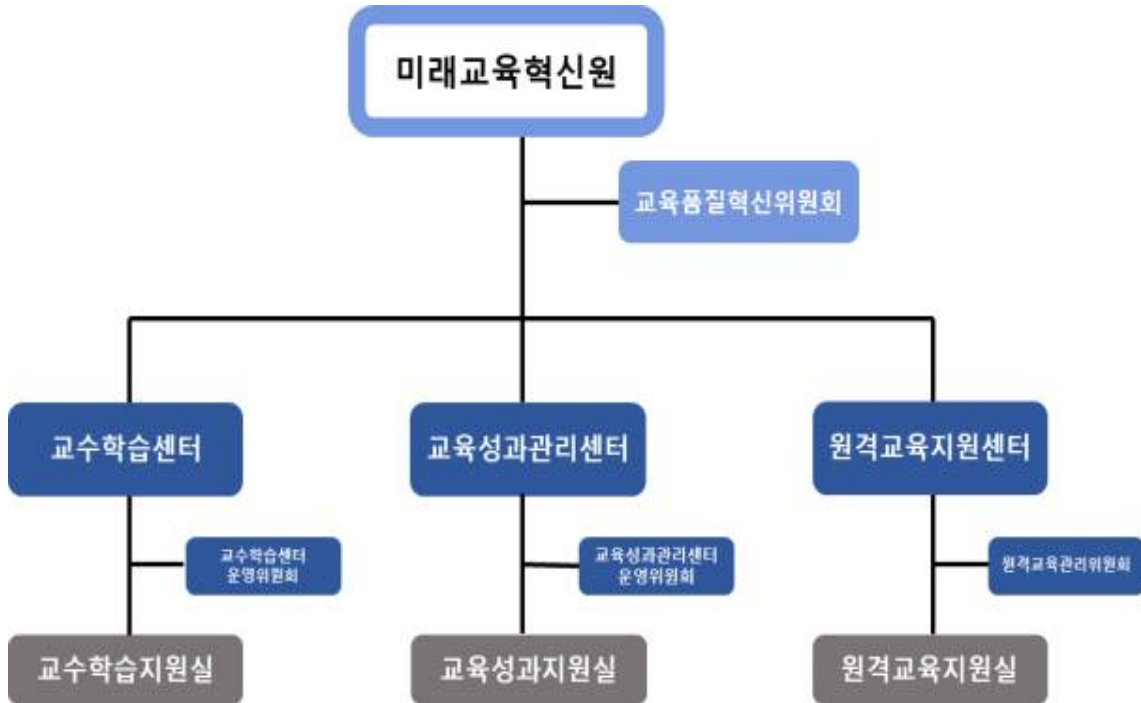 미래교육혁신원
교육품질혁신위원회
교수학습센터
교육성과관리센터
원격교육지원센터
교수학습센터
운영위원회
교육성과관리센터
운영위원회
원격교육관리위원회
교수학습지원실
교육성과지원실
원격교육지원실